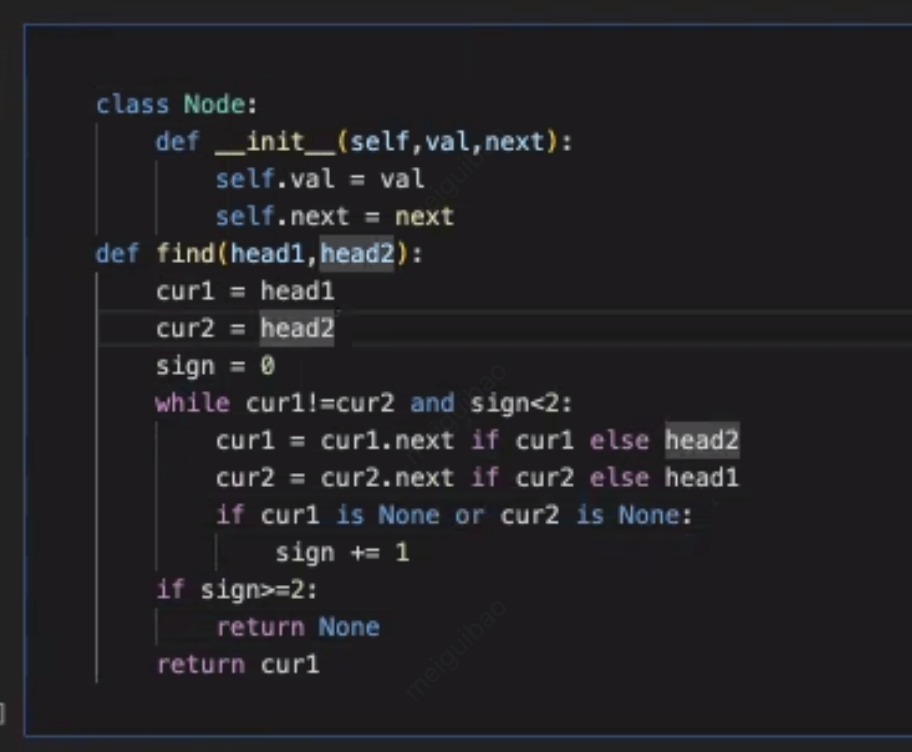 class Node:
    def __init__(self,val,next):
        self.val = val
        self.next = next
def find(head1,head2):
    cur1 = head1
    cur2 = head2
    sign = 0
    while cur1!=cur2 and sign<2:
        cur1 = cur1.next if cur1 else head2
        cur2 = cur2.next if cur2 else head1
        if cur1 is None or cur2 is None:
            sign += 1
    if sign>=2:
        return None
    return cur1
meiguibao
meiguibao
meiguibao
]